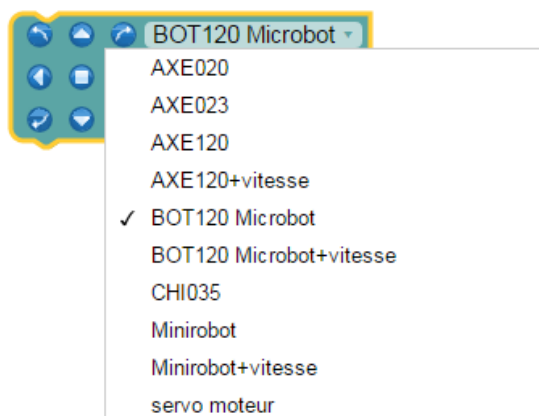 BOT120 Microbot
AXE020
AXE023
AXE120
AXE120+vitesse
BOT120 Microbot
BOT120 Microbot+vitesse
CHI035
Minirobot
Minirobot+vitesse
servo moteur